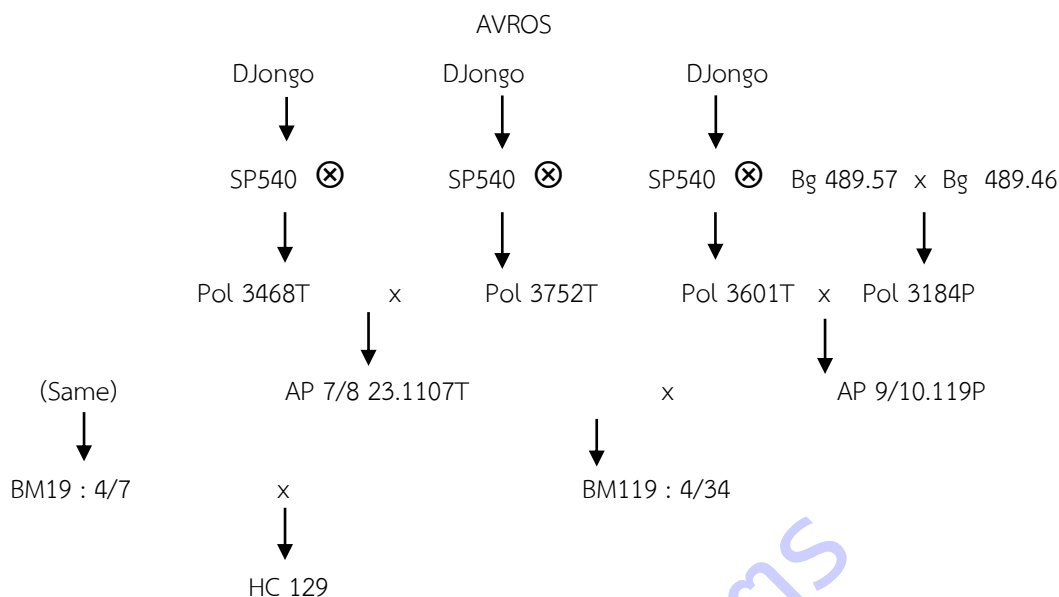 AVROS
DJongo DJongo DJongo
SP540 ⊗ SP540 ⊗ SP540 ⊗ Bg 489.57 x Bg 489.46
Pol 3468T x Pol 3752T Pol 3601T x Pol 3184P
(Same) AP 7/8 23.1107T x AP 9/10.119P
BM19 : 4/7 x BM119 : 4/34
HC 129